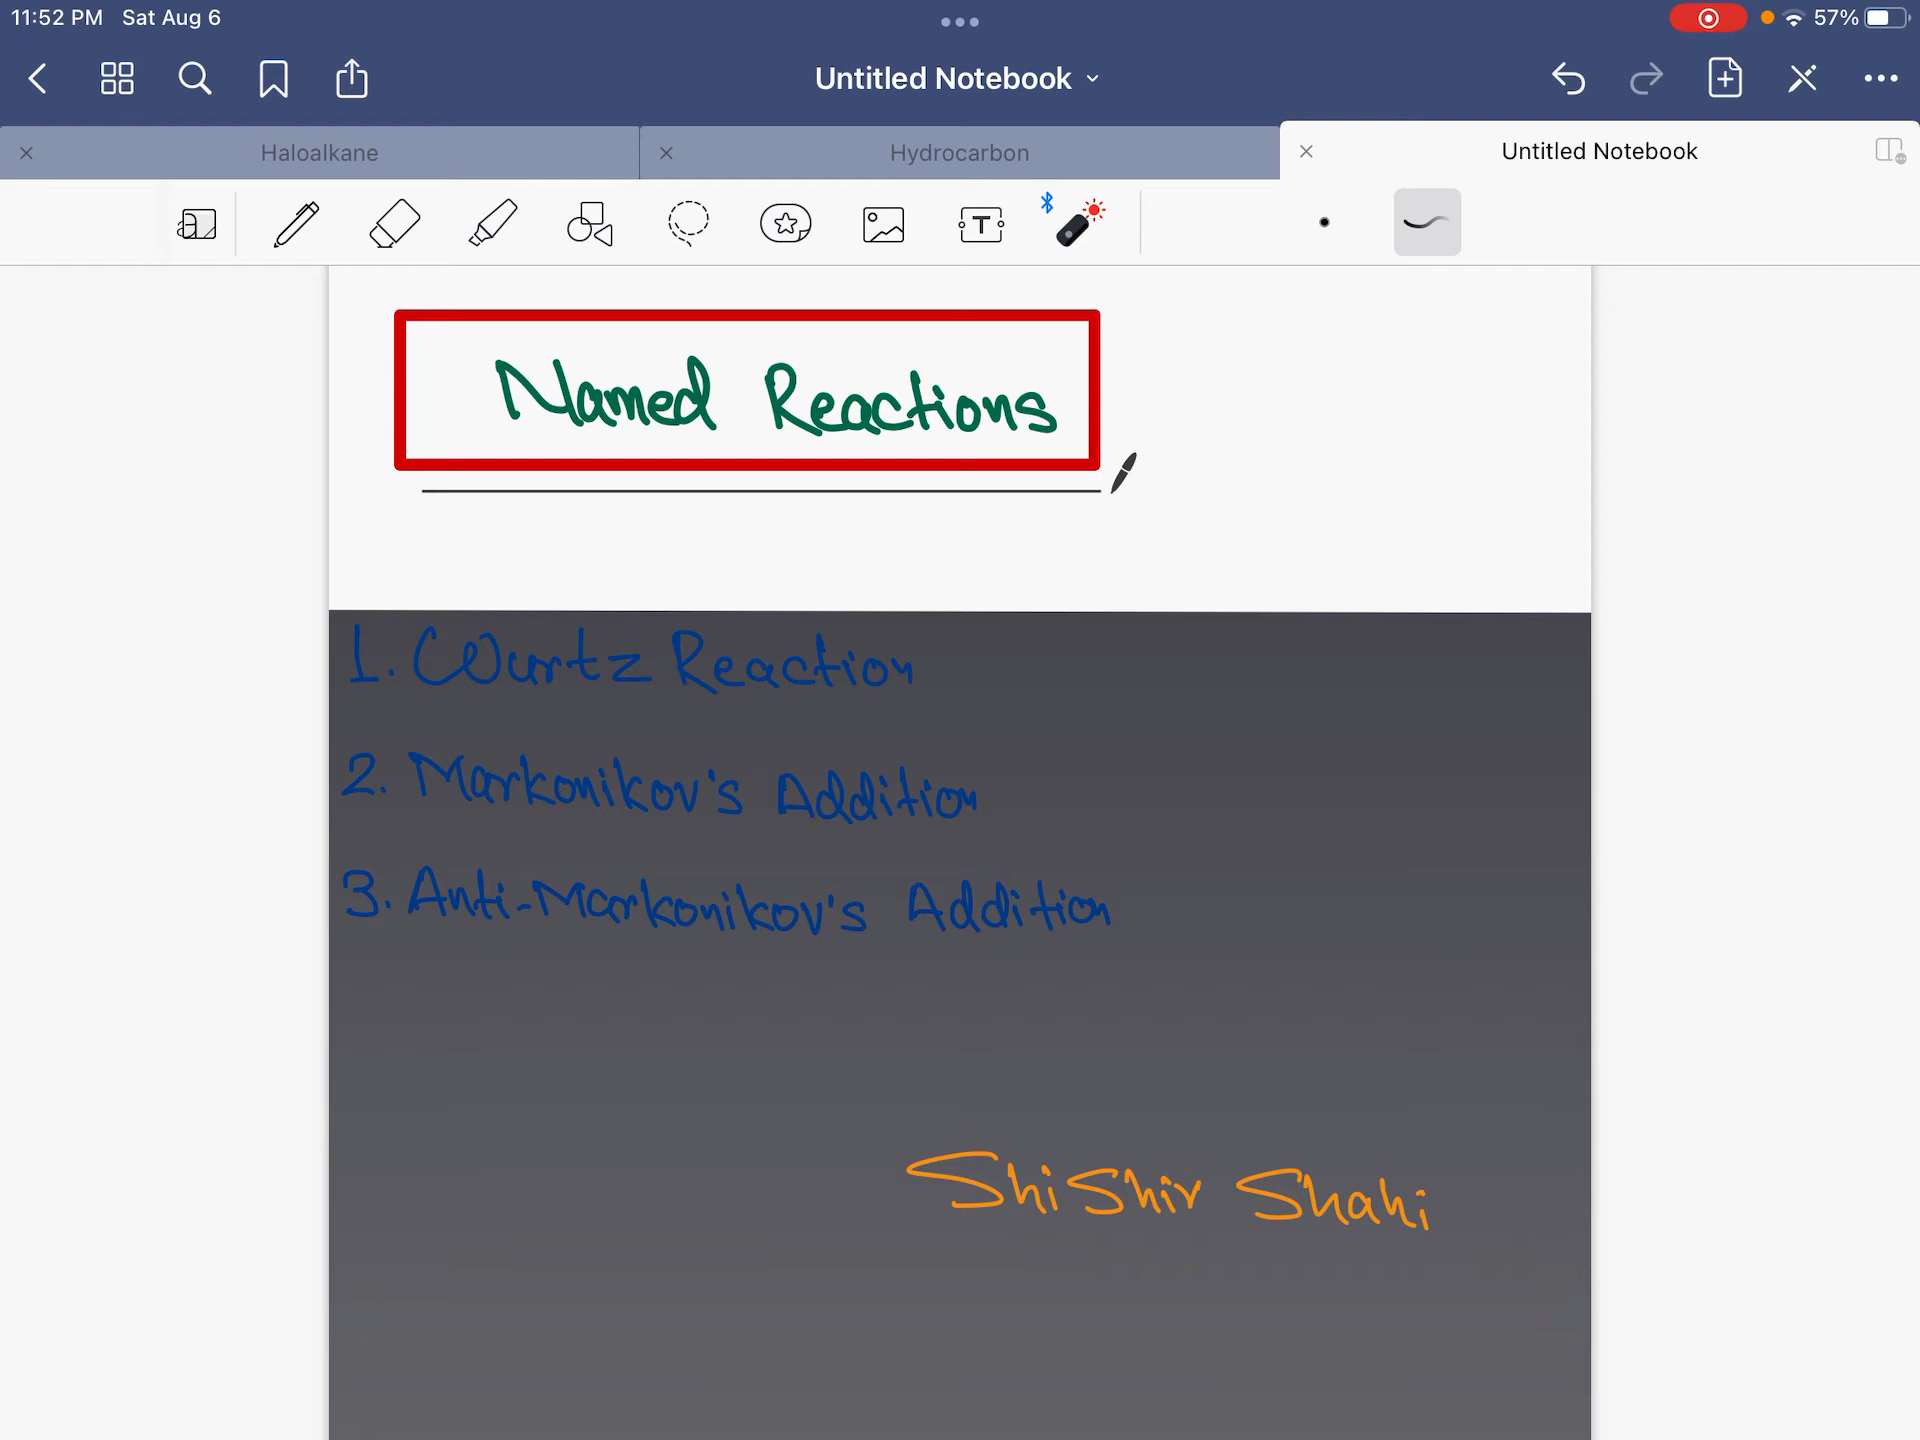 11:52 PM Sat Aug 6
57%
Untitled Notebook
Haloalkane
Hydrocarbon
Untitled Notebook
T
Named Reactions
1. Wurtz Reaction
2. Markonikov's Addition
3. Anti-Markonikov's Addition
Shishir Shahi